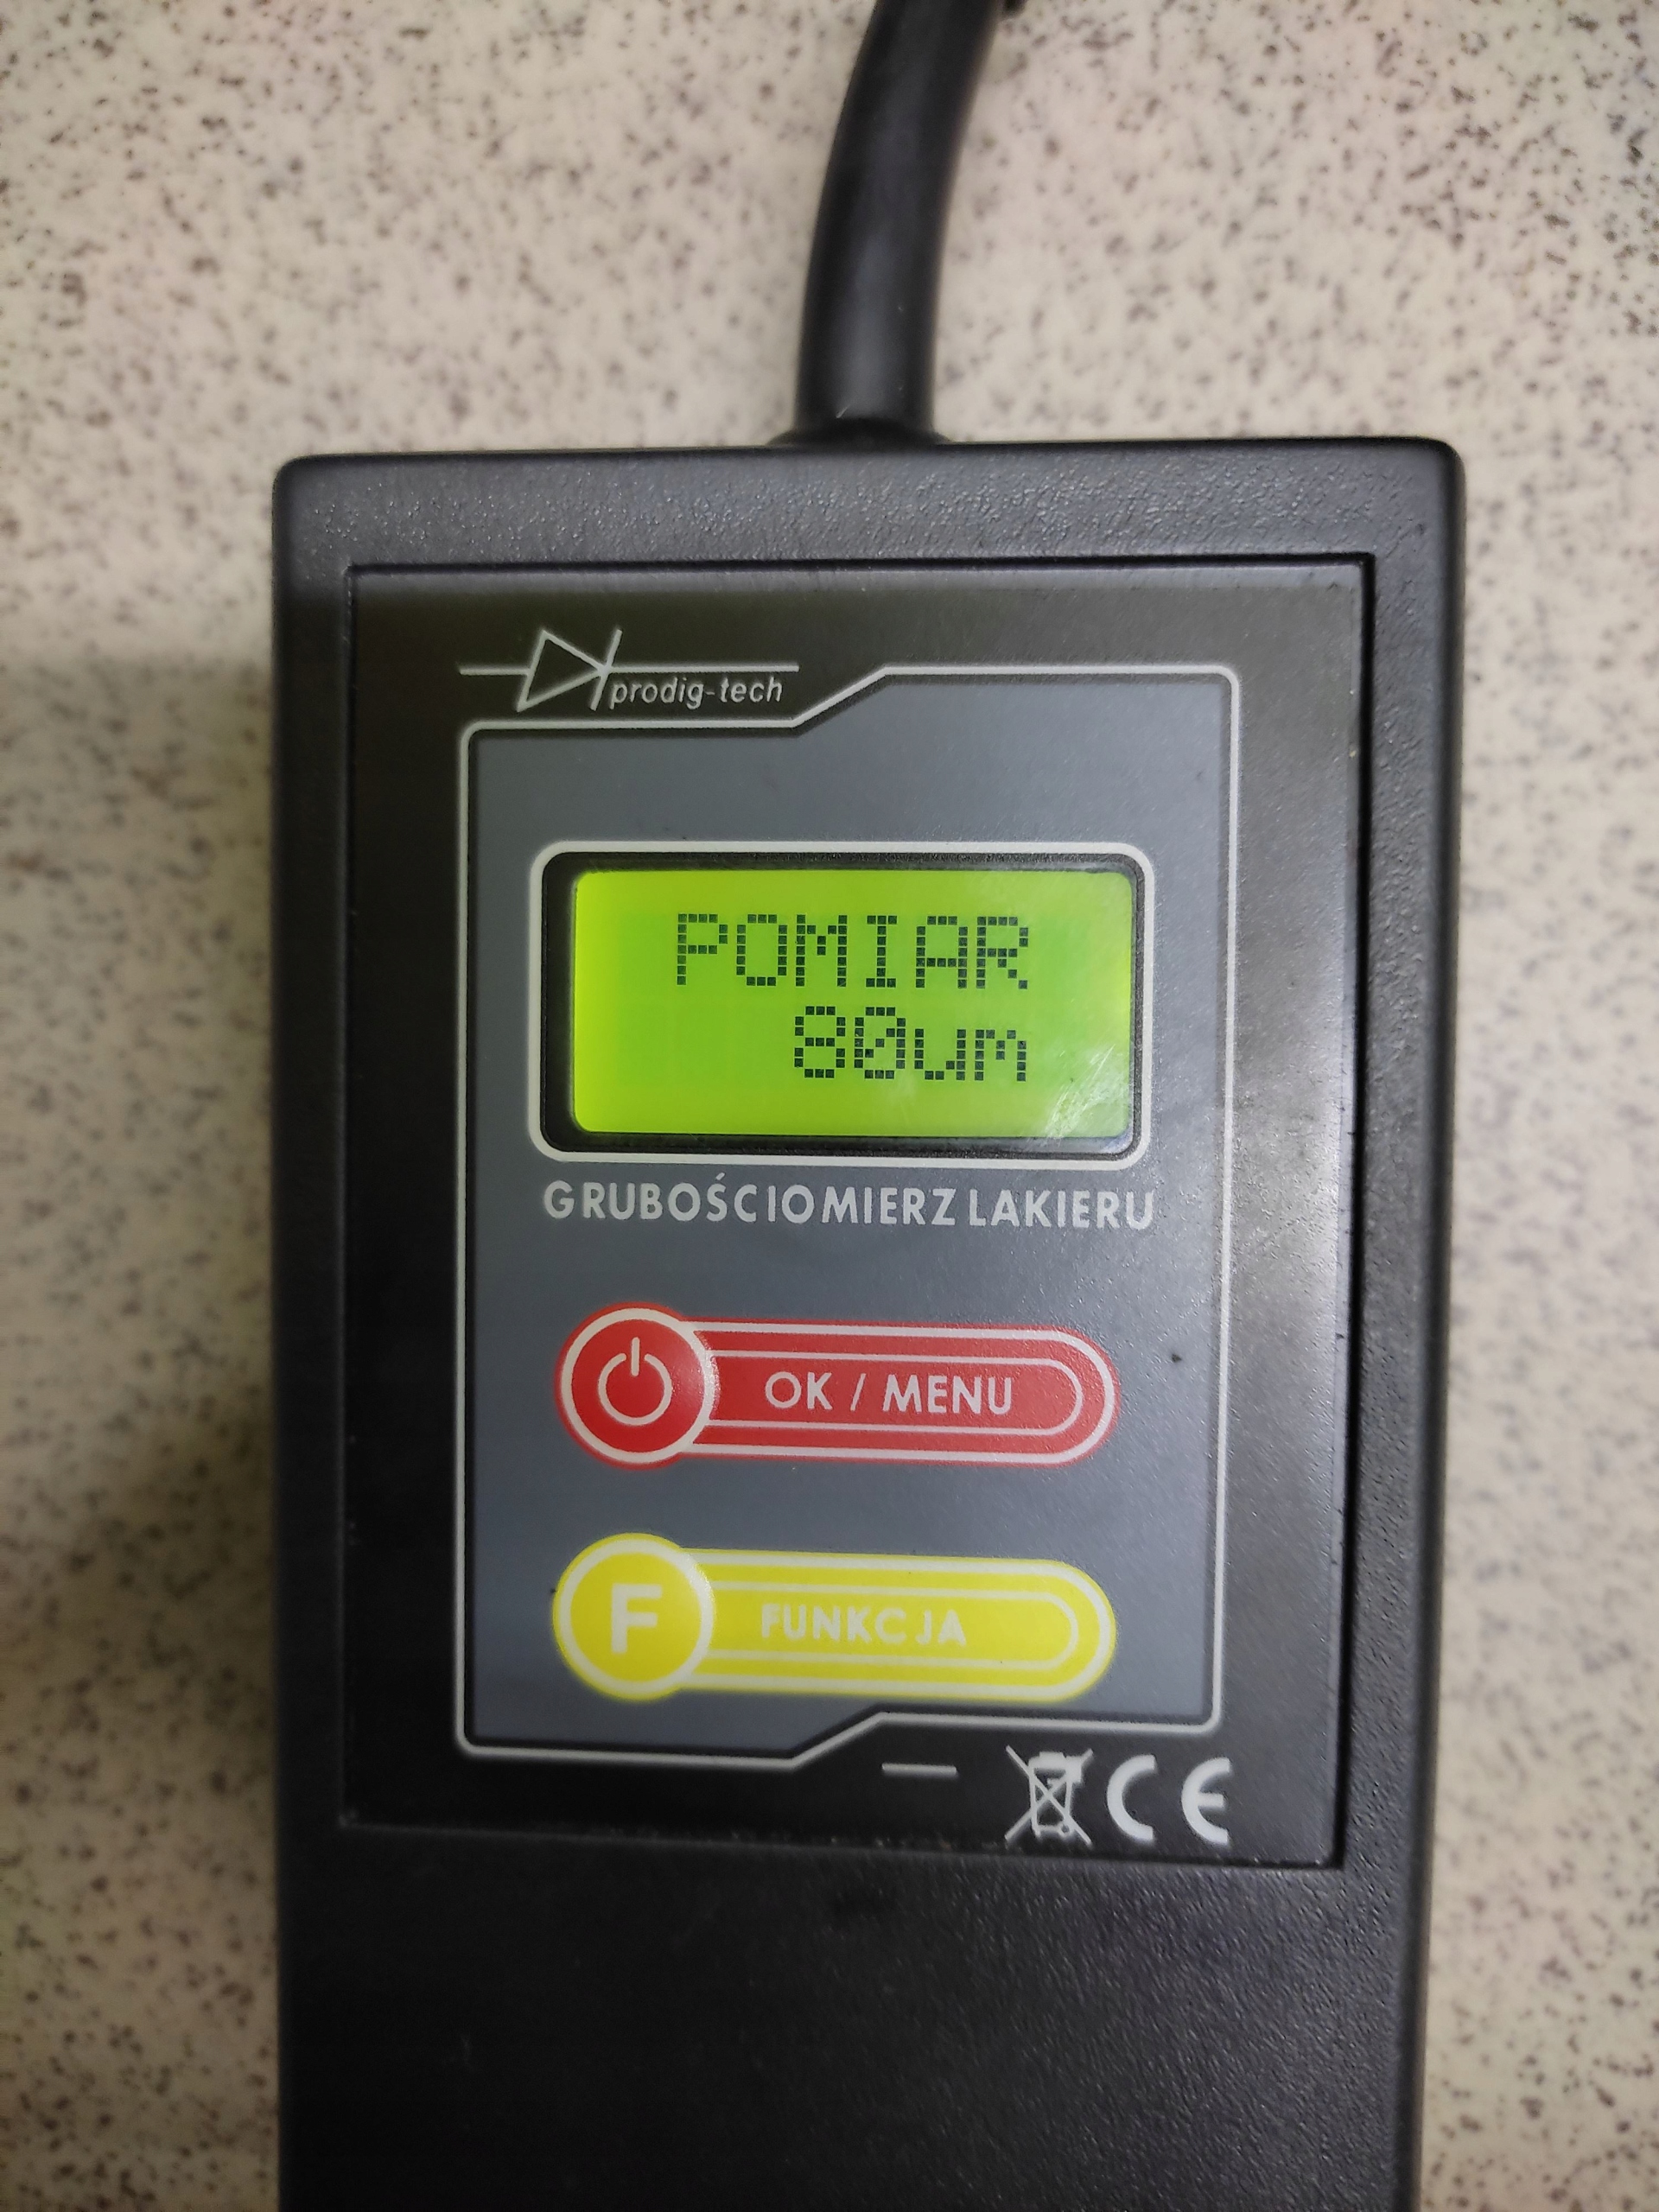 prodig-tech
POMIAR
80um
GRUBOŚCIOMIERZ LAKIERU
OK / MENU
F FUNKCJA
CE